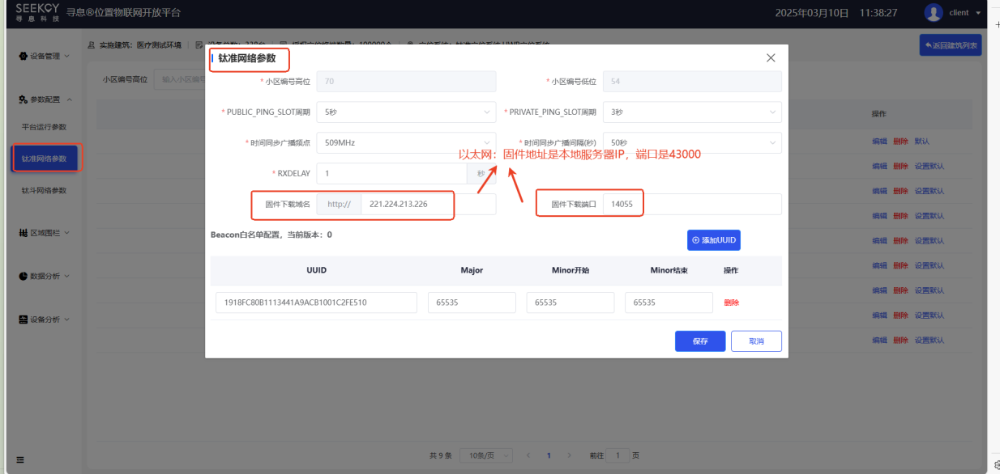 SEEKCY
寻息科技
寻息®位置物联网开放平台
2025年03月10日 11:38:27
client
实施建筑：医疗测试环境
返回建筑列表
设备管理
参数配置
平台运行参数
钛准网络参数
钛斗网络参数
区域围栏
数据分析
设备分析
小区编号高位
钛准网络参数
* 小区编号高位 70
* 小区编号低位 54
* PUBLIC_PING_SLOT周期 5秒
* PRIVATE_PING_SLOT周期 3秒
* 时间同步广播频点 509MHz
* 时间同步广播间隔(秒) 50秒
以太网：固件地址是本地服务器IP，端口是43000
* RXDELAY 1 秒
固件下载域名 http:// 221.224.213.226
固件下载端口 14055
Beacon白名单配置，当前版本：0
添加UUID
UUID Major Minor开始 Minor结束 操作
1918FC80B1113441A9ACB1001C2FE510 65535 65535 65535 删除
保存 取消
操作
编辑 删除 默认
编辑 删除 设置默认
编辑 删除 设置默认
编辑 删除 设置默认
编辑 删除 设置默认
编辑 删除 设置默认
编辑 删除 设置默认
编辑 删除 设置默认
编辑 删除 设置默认
共 9 条 10条/页 1 前往 1 页